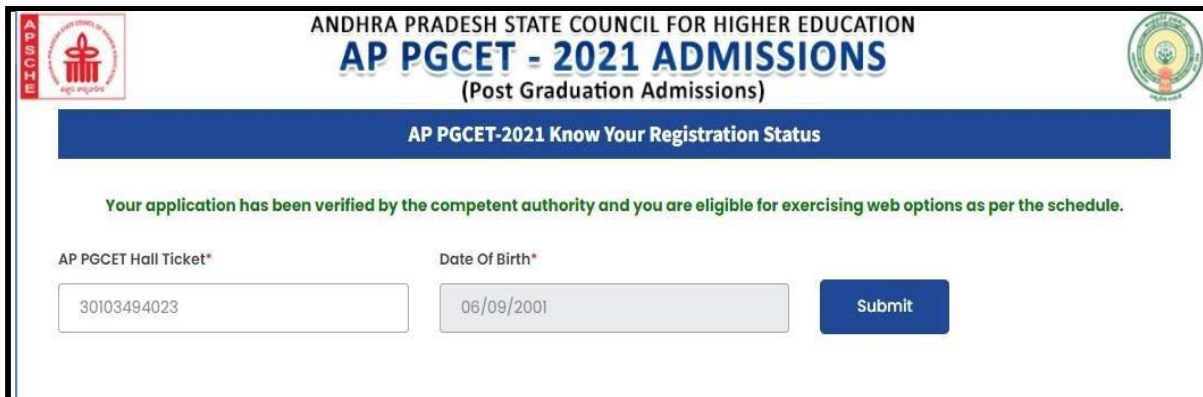 APSCHE
ANDHRA PRADESH STATE COUNCIL FOR HIGHER EDUCATION
AP PGCET - 2021 ADMISSIONS
(Post Graduation Admissions)
AP PGCET-2021 Know Your Registration Status
Your application has been verified by the competent authority and you are eligible for exercising web options as per the schedule.
AP PGCET Hall Ticket* Date Of Birth*
30103494023 06/09/2001 Submit